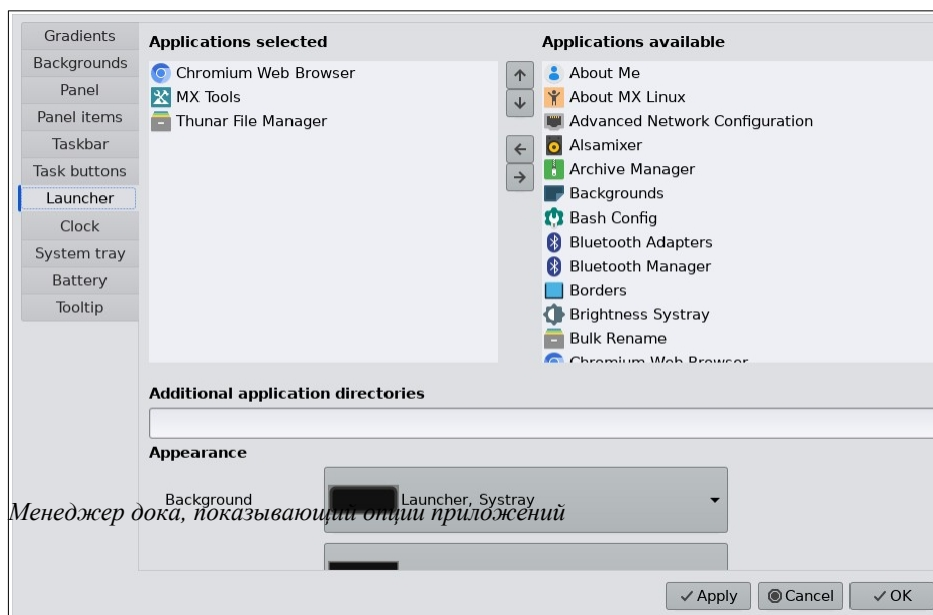 Gradients
Backgrounds
Panel
Panel items
Taskbar
Task buttons
Launcher
Clock
System tray
Battery
Tooltip
Applications selected
Chromium Web Browser
MX Tools
Thunar File Manager
Applications available
About Me
About MX Linux
Advanced Network Configuration
Alsamixer
Archive Manager
Backgrounds
Bash Config
Bluetooth Adapters
Bluetooth Manager
Borders
Brightness Systray
Bulk Rename
Chromium Web Browser
Additional application directories
Appearance
Background
Launcher, Systray
Менеджер дока, показывающий опции приложений
Apply
Cancel
OK